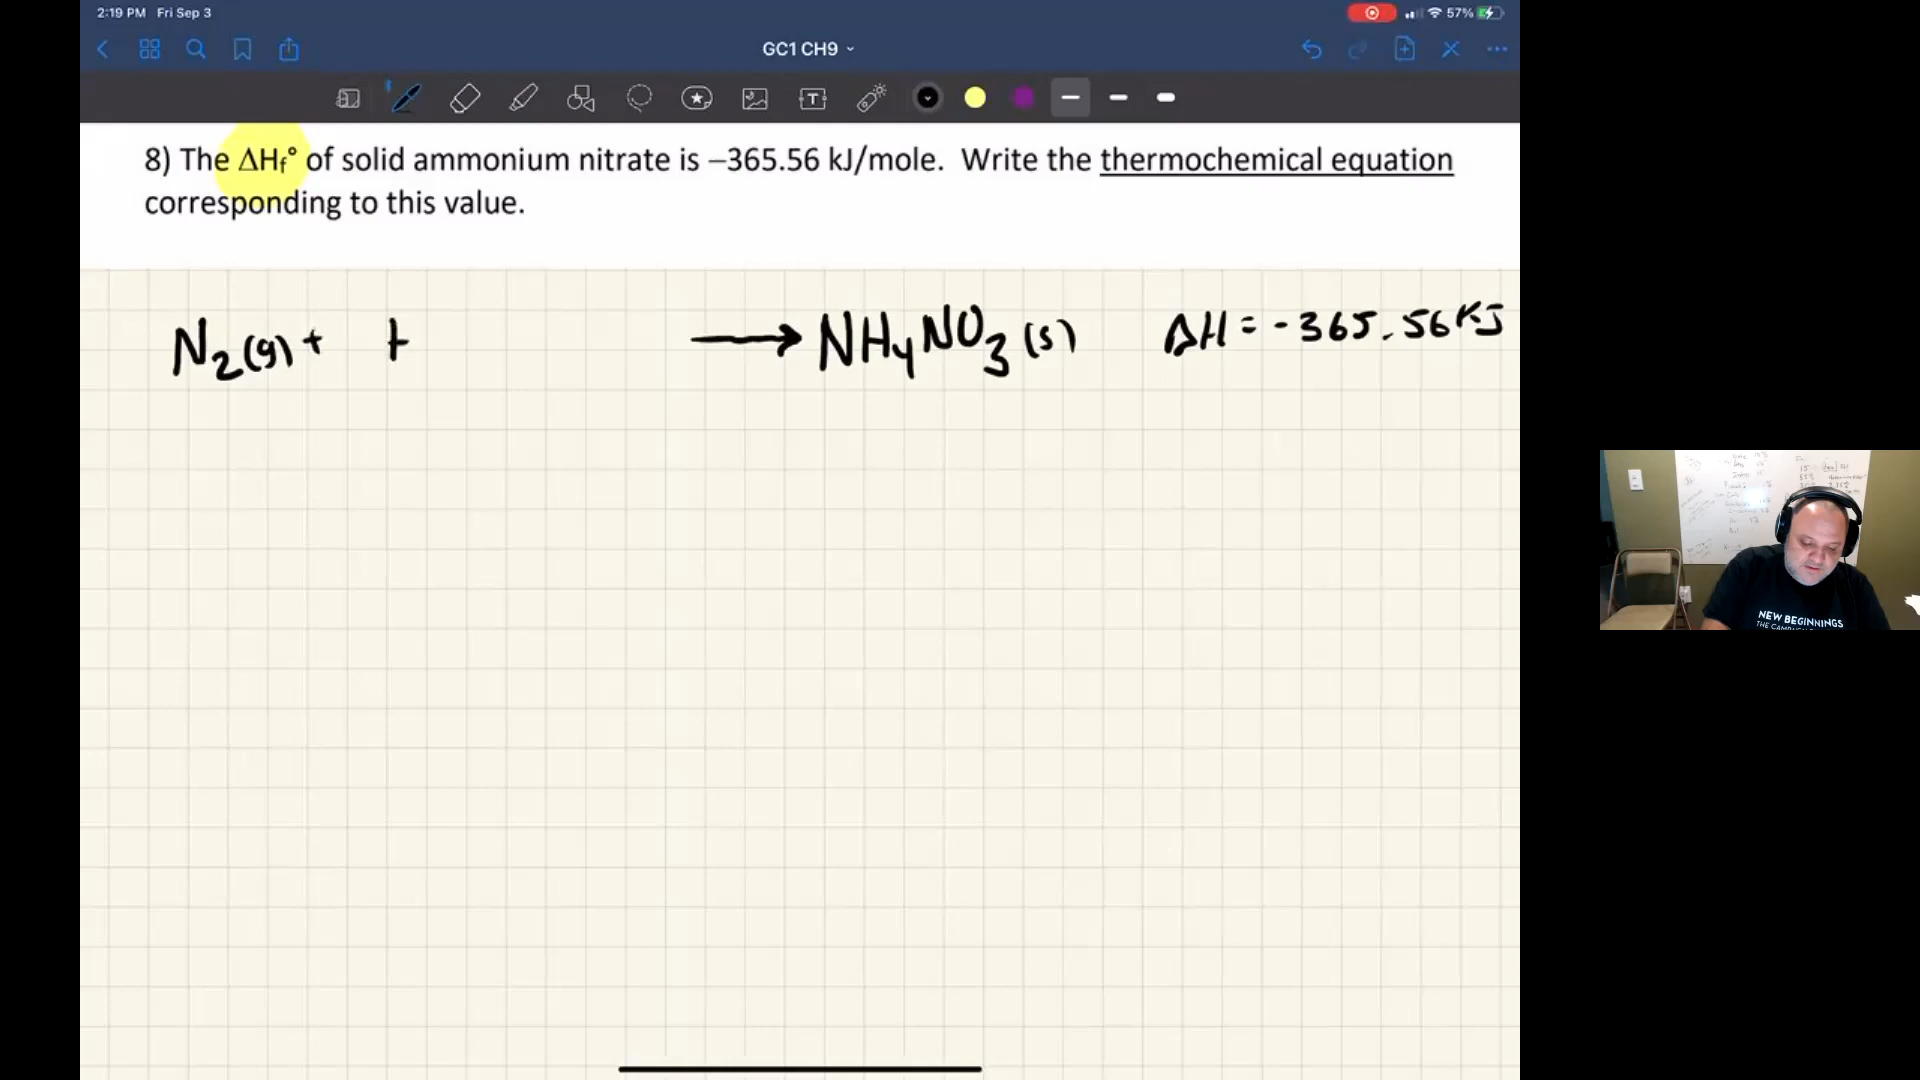 2:19 PM Fri Sep 3
57%
GC1 CH9
T
8) The ΔHf° of solid ammonium nitrate is −365.56 kJ/mole. Write the thermochemical equation
corresponding to this value.
N2(g) + + ⟶ NH4NO3(s) ΔH = -365.56 KJ
NEW BEGINNINGS